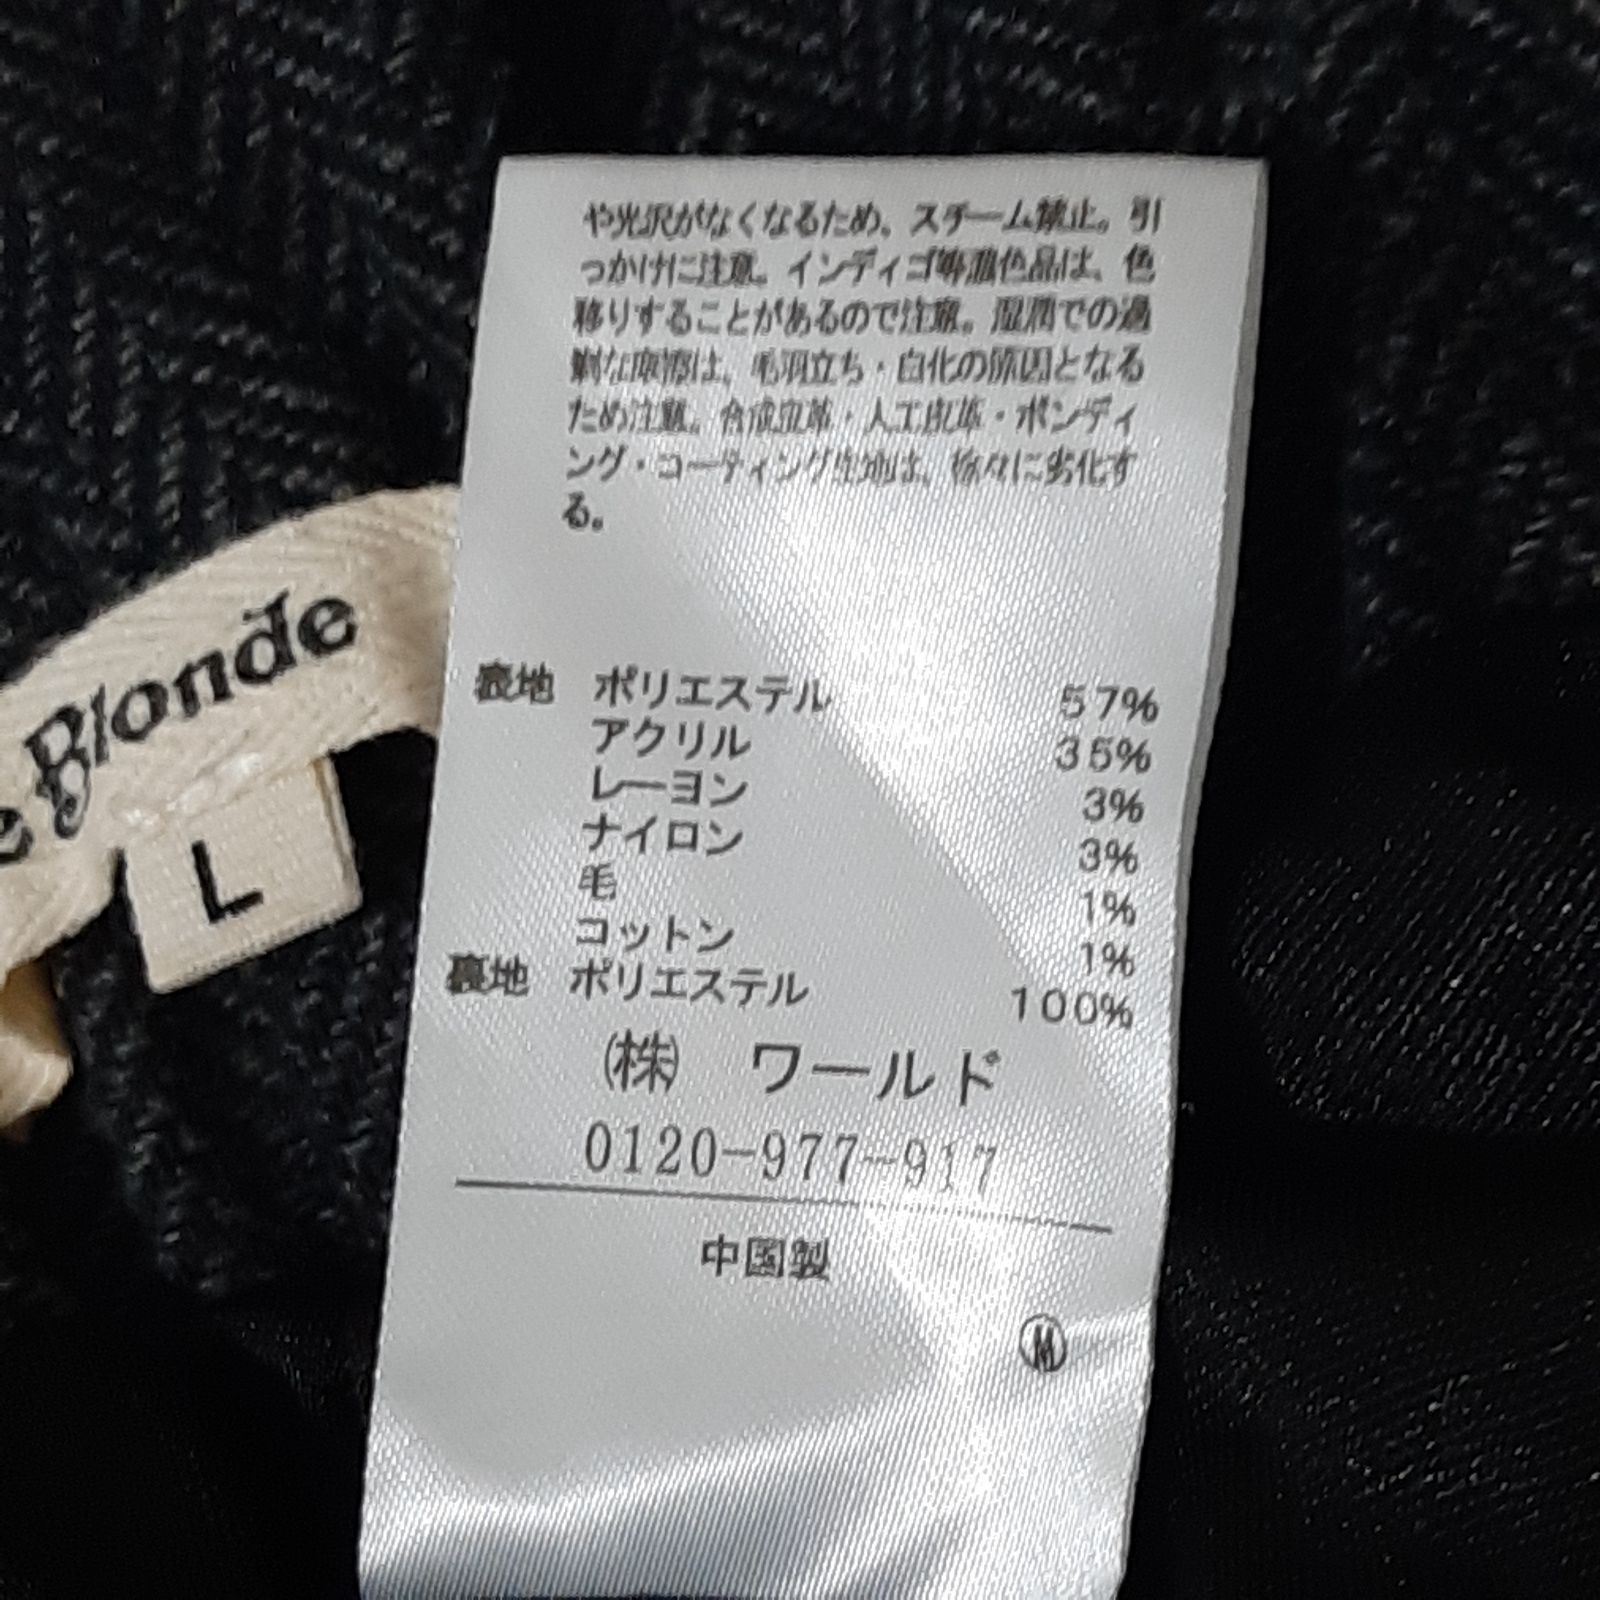 や光沢がなくなるため、スチーム禁止。引
っかけに注意。インディゴ等濃色品は、色
移りすることがあるので注意。湿潤での過
剰な摩擦は、毛羽立ち・白化の原因となる
ため注意。合成皮革・人工皮革・ボンディ
ング・コーティング生地は、徐々に劣化す
る。
Blonde
L
表地 ポリエステル 57%
アクリル 35%
レーヨン 3%
ナイロン 3%
毛 1%
コットン 1%
裏地 ポリエステル 100%
㈱ ワールド
0120-977-917
中国製
Ⓜ